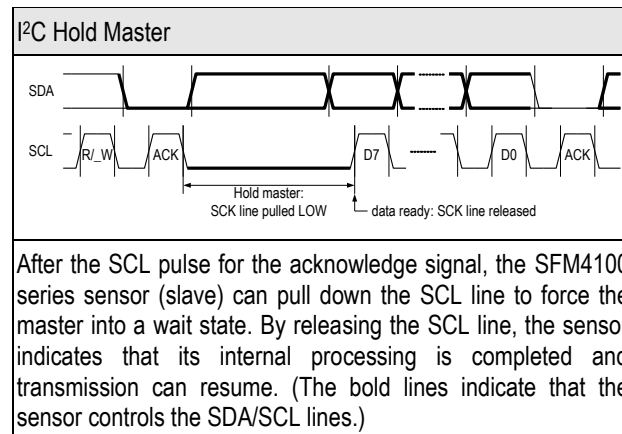 I²C Hold Master
SDA
SCL R/_W ACK D7 D0 ACK
Hold master:
SCK line pulled LOW
data ready: SCK line released
After the SCL pulse for the acknowledge signal, the SFM4100
series sensor (slave) can pull down the SCL line to force the
master into a wait state. By releasing the SCL line, the senso
indicates that its internal processing is completed and
transmission can resume. (The bold lines indicate that the
sensor controls the SDA/SCL lines.)